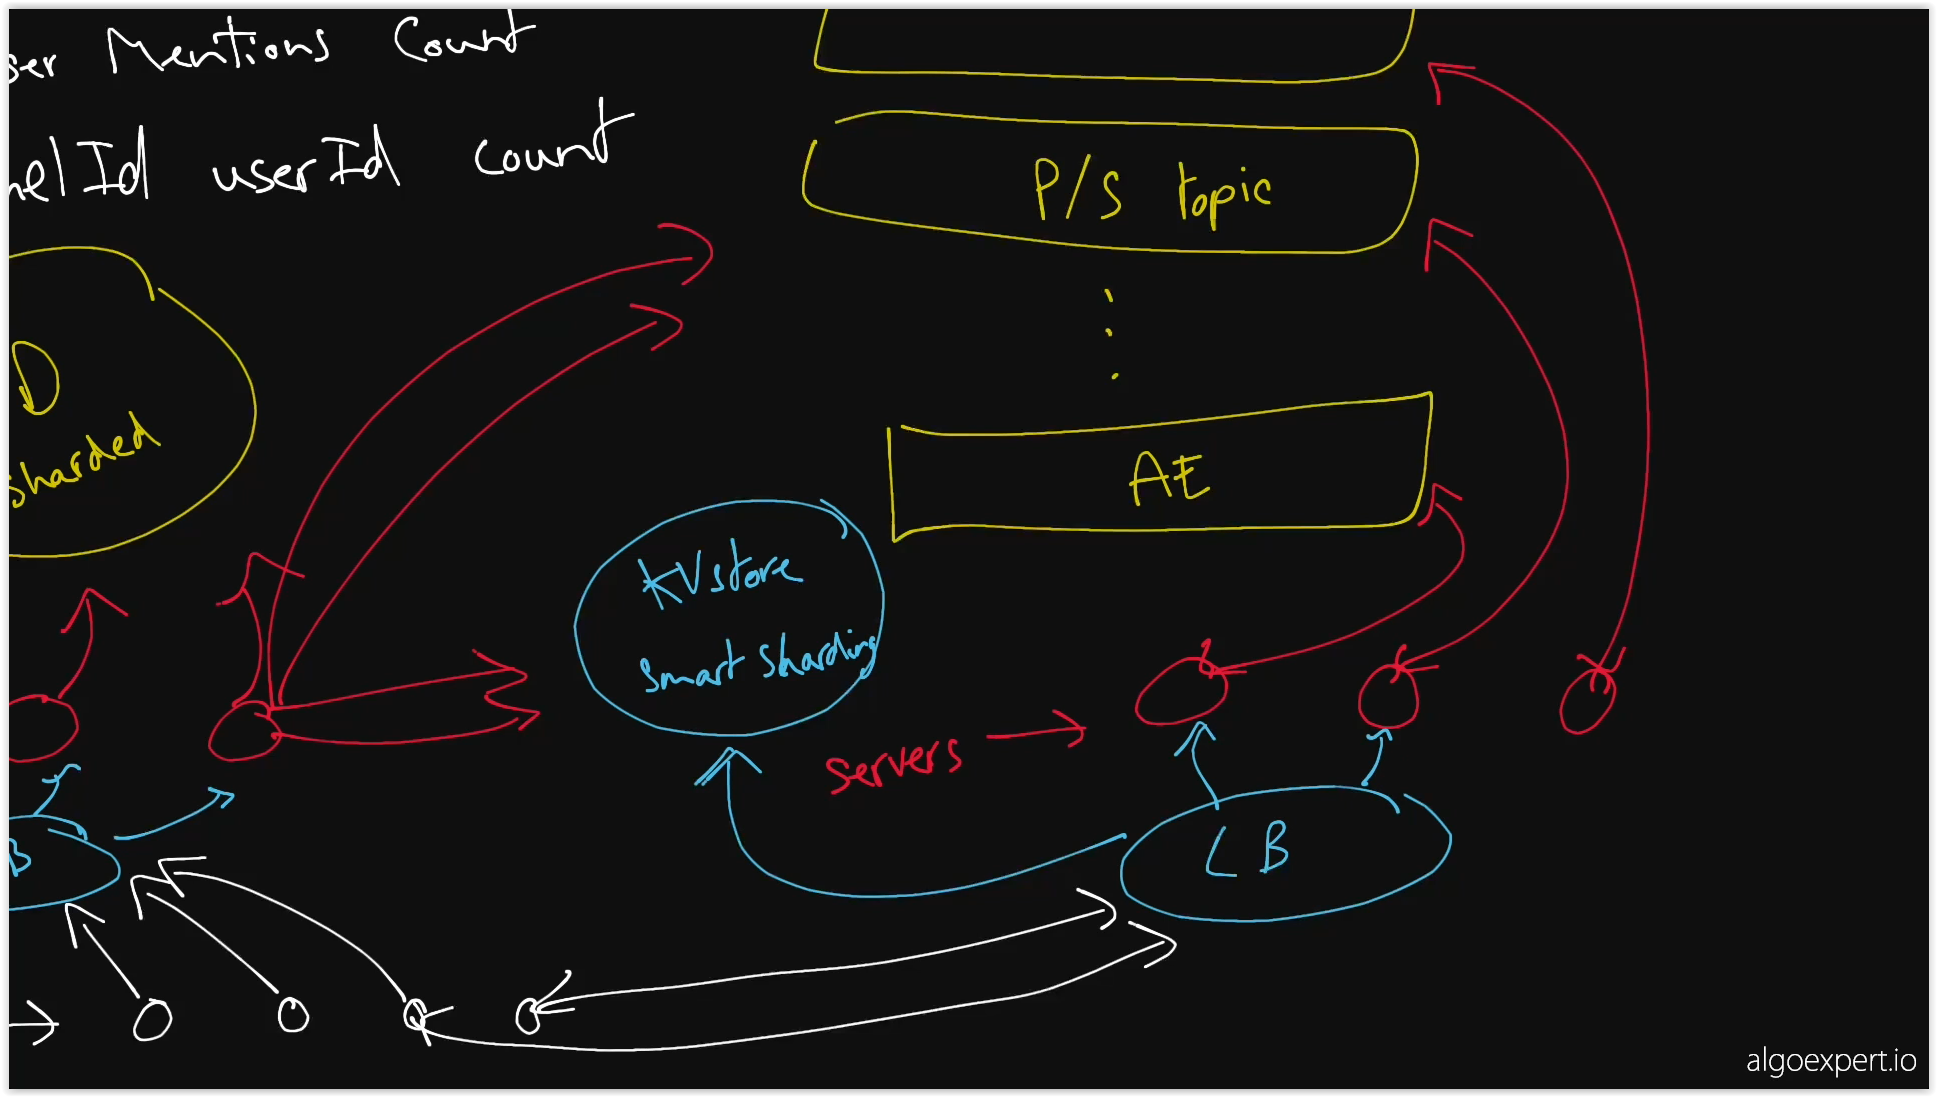 ser Mentions Count
nelId userId count
P/S topic
D
sharded
AE
KV store
Smart Sharding
Servers
B
LB
algoexpert.io